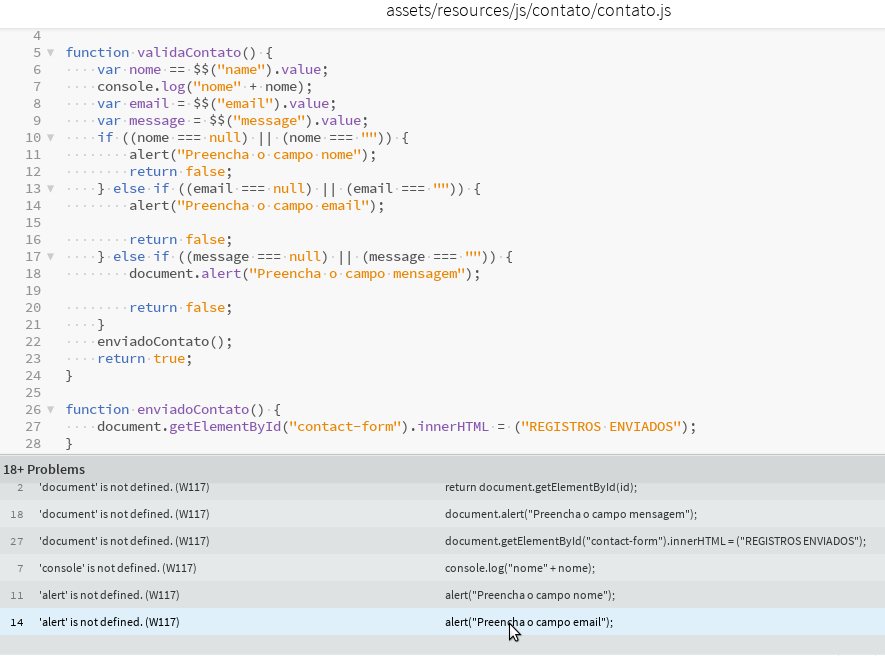 assets/resources/js/contato/contato.js
4
5 function validaContato() {
6 var nome == $$("name").value;
7 console.log("nome" + nome);
8 var email = $$("email").value;
9 var message = $$("message").value;
10 if ((nome === null) || (nome === "")) {
11 alert("Preencha o campo nome");
12 return false;
13 } else if ((email === null) || (email === "")) {
14 alert("Preencha o campo email");
15
16 return false;
17 } else if ((message === null) || (message === "")) {
18 document.alert("Preencha o campo mensagem");
19
20 return false;
21 }
22 enviadoContato();
23 return true;
24 }
25
26 function enviadoContato() {
27 document.getElementById("contact-form").innerHTML = ("REGISTROS ENVIADOS");
28 }
18+ Problems
2 'document' is not defined. (W117) return document.getElementById(id);
18 'document' is not defined. (W117) document.alert("Preencha o campo mensagem");
27 'document' is not defined. (W117) document.getElementById("contact-form").innerHTML = ("REGISTROS ENVIADOS");
7 'console' is not defined. (W117) console.log("nome" + nome);
11 'alert' is not defined. (W117) alert("Preencha o campo nome");
14 'alert' is not defined. (W117) alert("Preencha o campo email");